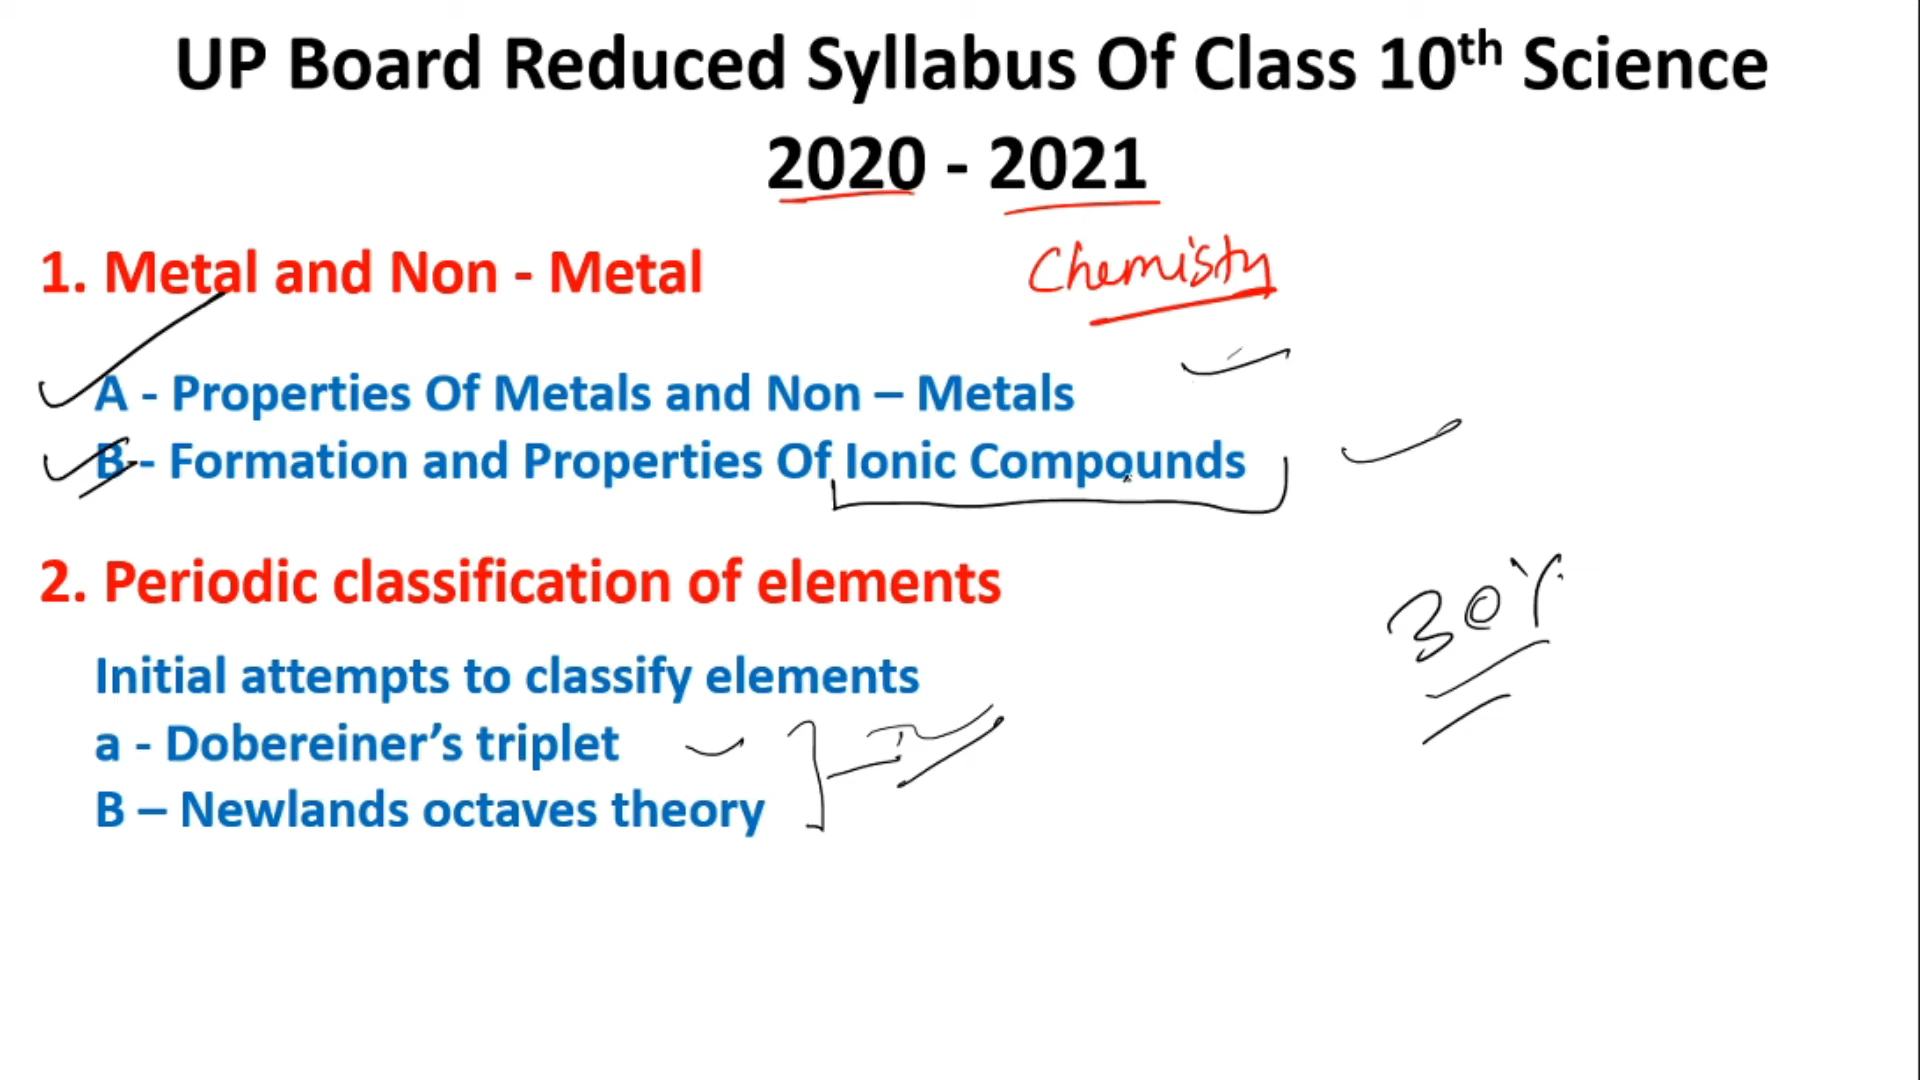 UP Board Reduced Syllabus Of Class 10th Science
2020 - 2021
1. Metal and Non - Metal
Chemisty
A - Properties Of Metals and Non – Metals
B - Formation and Properties Of Ionic Compounds
2. Periodic classification of elements
30%
Initial attempts to classify elements
a - Dobereiner's triplet
B – Newlands octaves theory